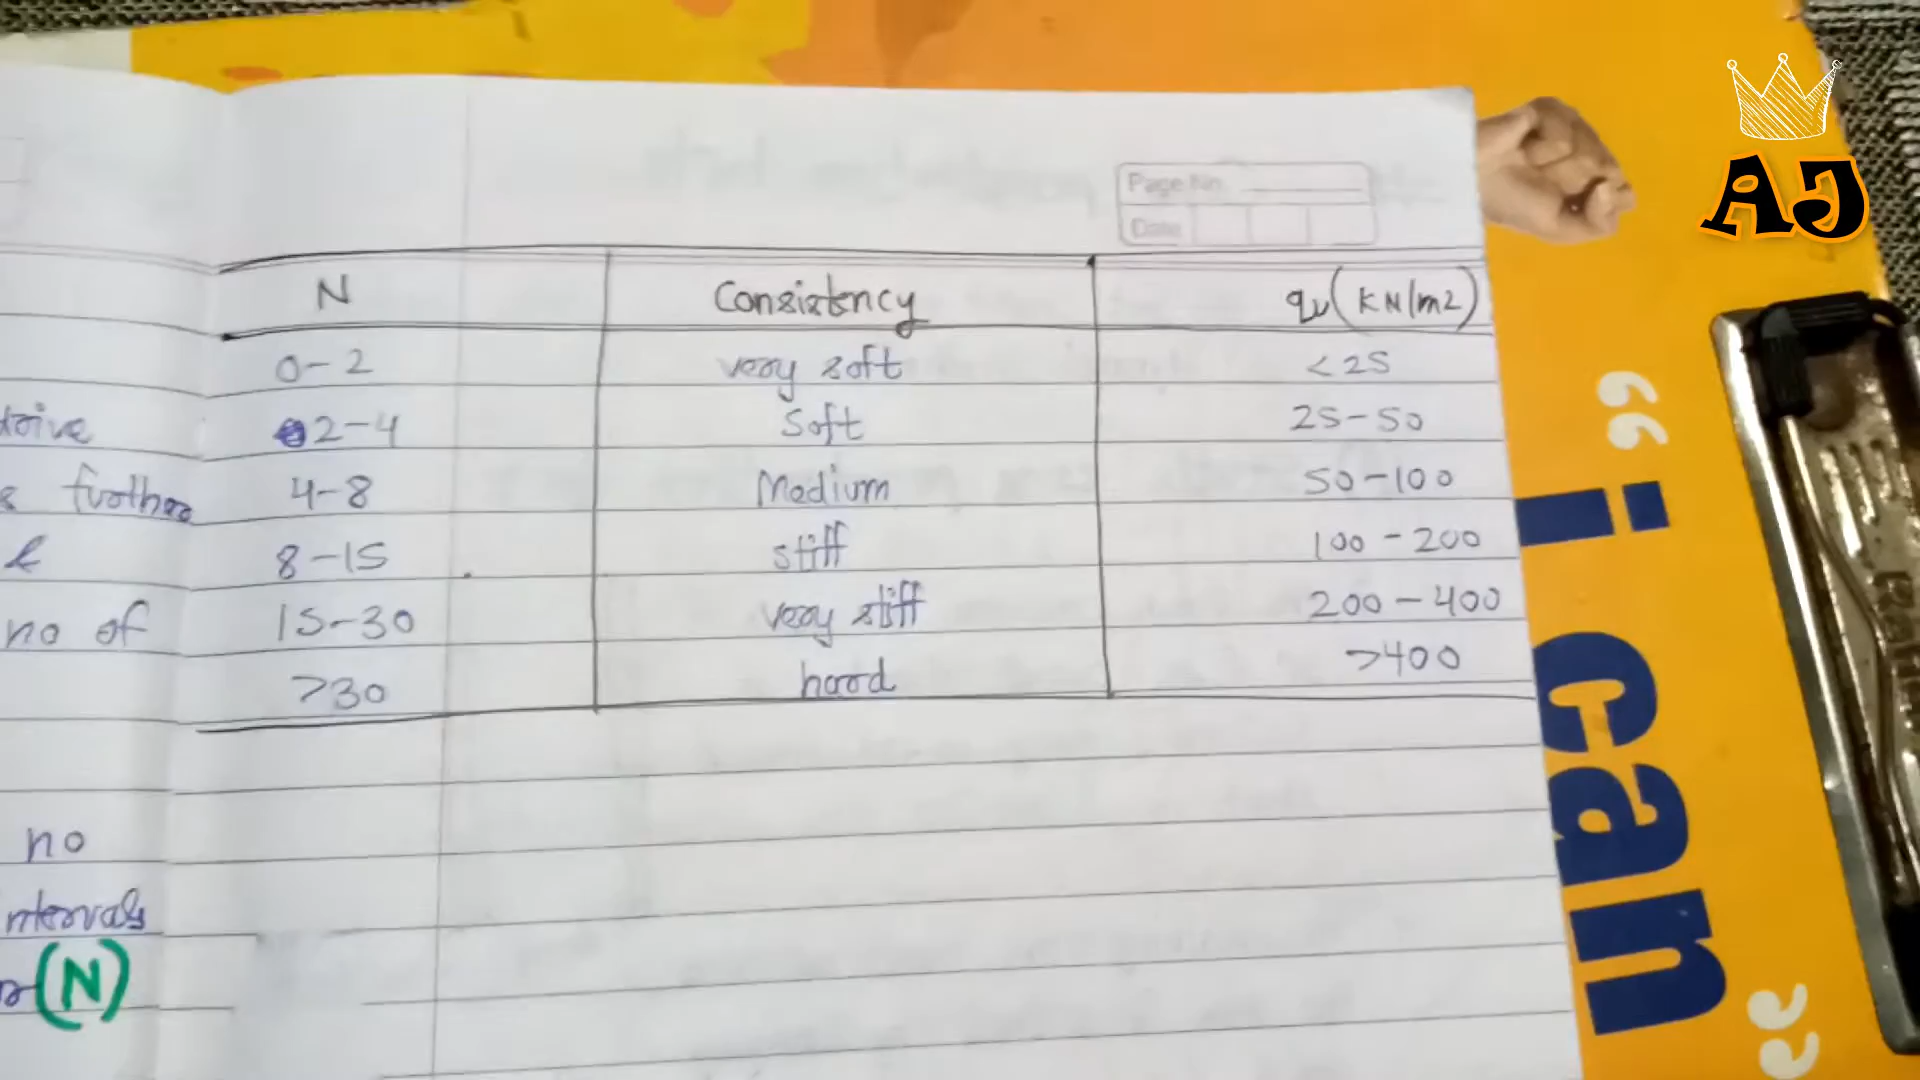 AJ
Page No.
Date
N Consistency qu (KN/m2)
0-2 very soft <25
2-4 Soft 25-50
4-8 Medium 50-100
8-15 stiff 100-200
15-30 very stiff 200-400
>30 hard >400
drive
& further
&
no of
no
ntervals
(N)
" i can "